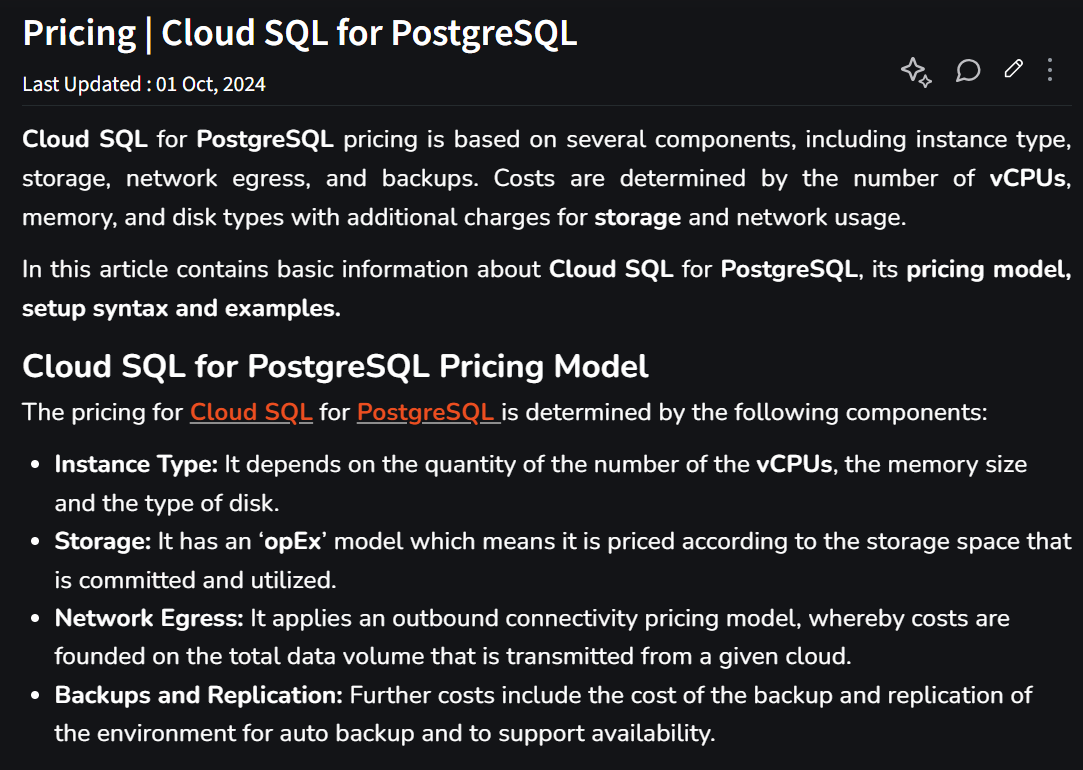 Pricing | Cloud SQL for PostgreSQL
Last Updated : 01 Oct, 2024
Cloud SQL for PostgreSQL pricing is based on several components, including instance type,
storage, network egress, and backups. Costs are determined by the number of vCPUs,
memory, and disk types with additional charges for storage and network usage.
In this article contains basic information about Cloud SQL for PostgreSQL, its pricing model,
setup syntax and examples.
Cloud SQL for PostgreSQL Pricing Model
The pricing for Cloud SQL for PostgreSQL is determined by the following components:
• Instance Type: It depends on the quantity of the number of the vCPUs, the memory size
and the type of disk.
• Storage: It has an ‘opEx’ model which means it is priced according to the storage space that
is committed and utilized.
• Network Egress: It applies an outbound connectivity pricing model, whereby costs are
founded on the total data volume that is transmitted from a given cloud.
• Backups and Replication: Further costs include the cost of the backup and replication of
the environment for auto backup and to support availability.